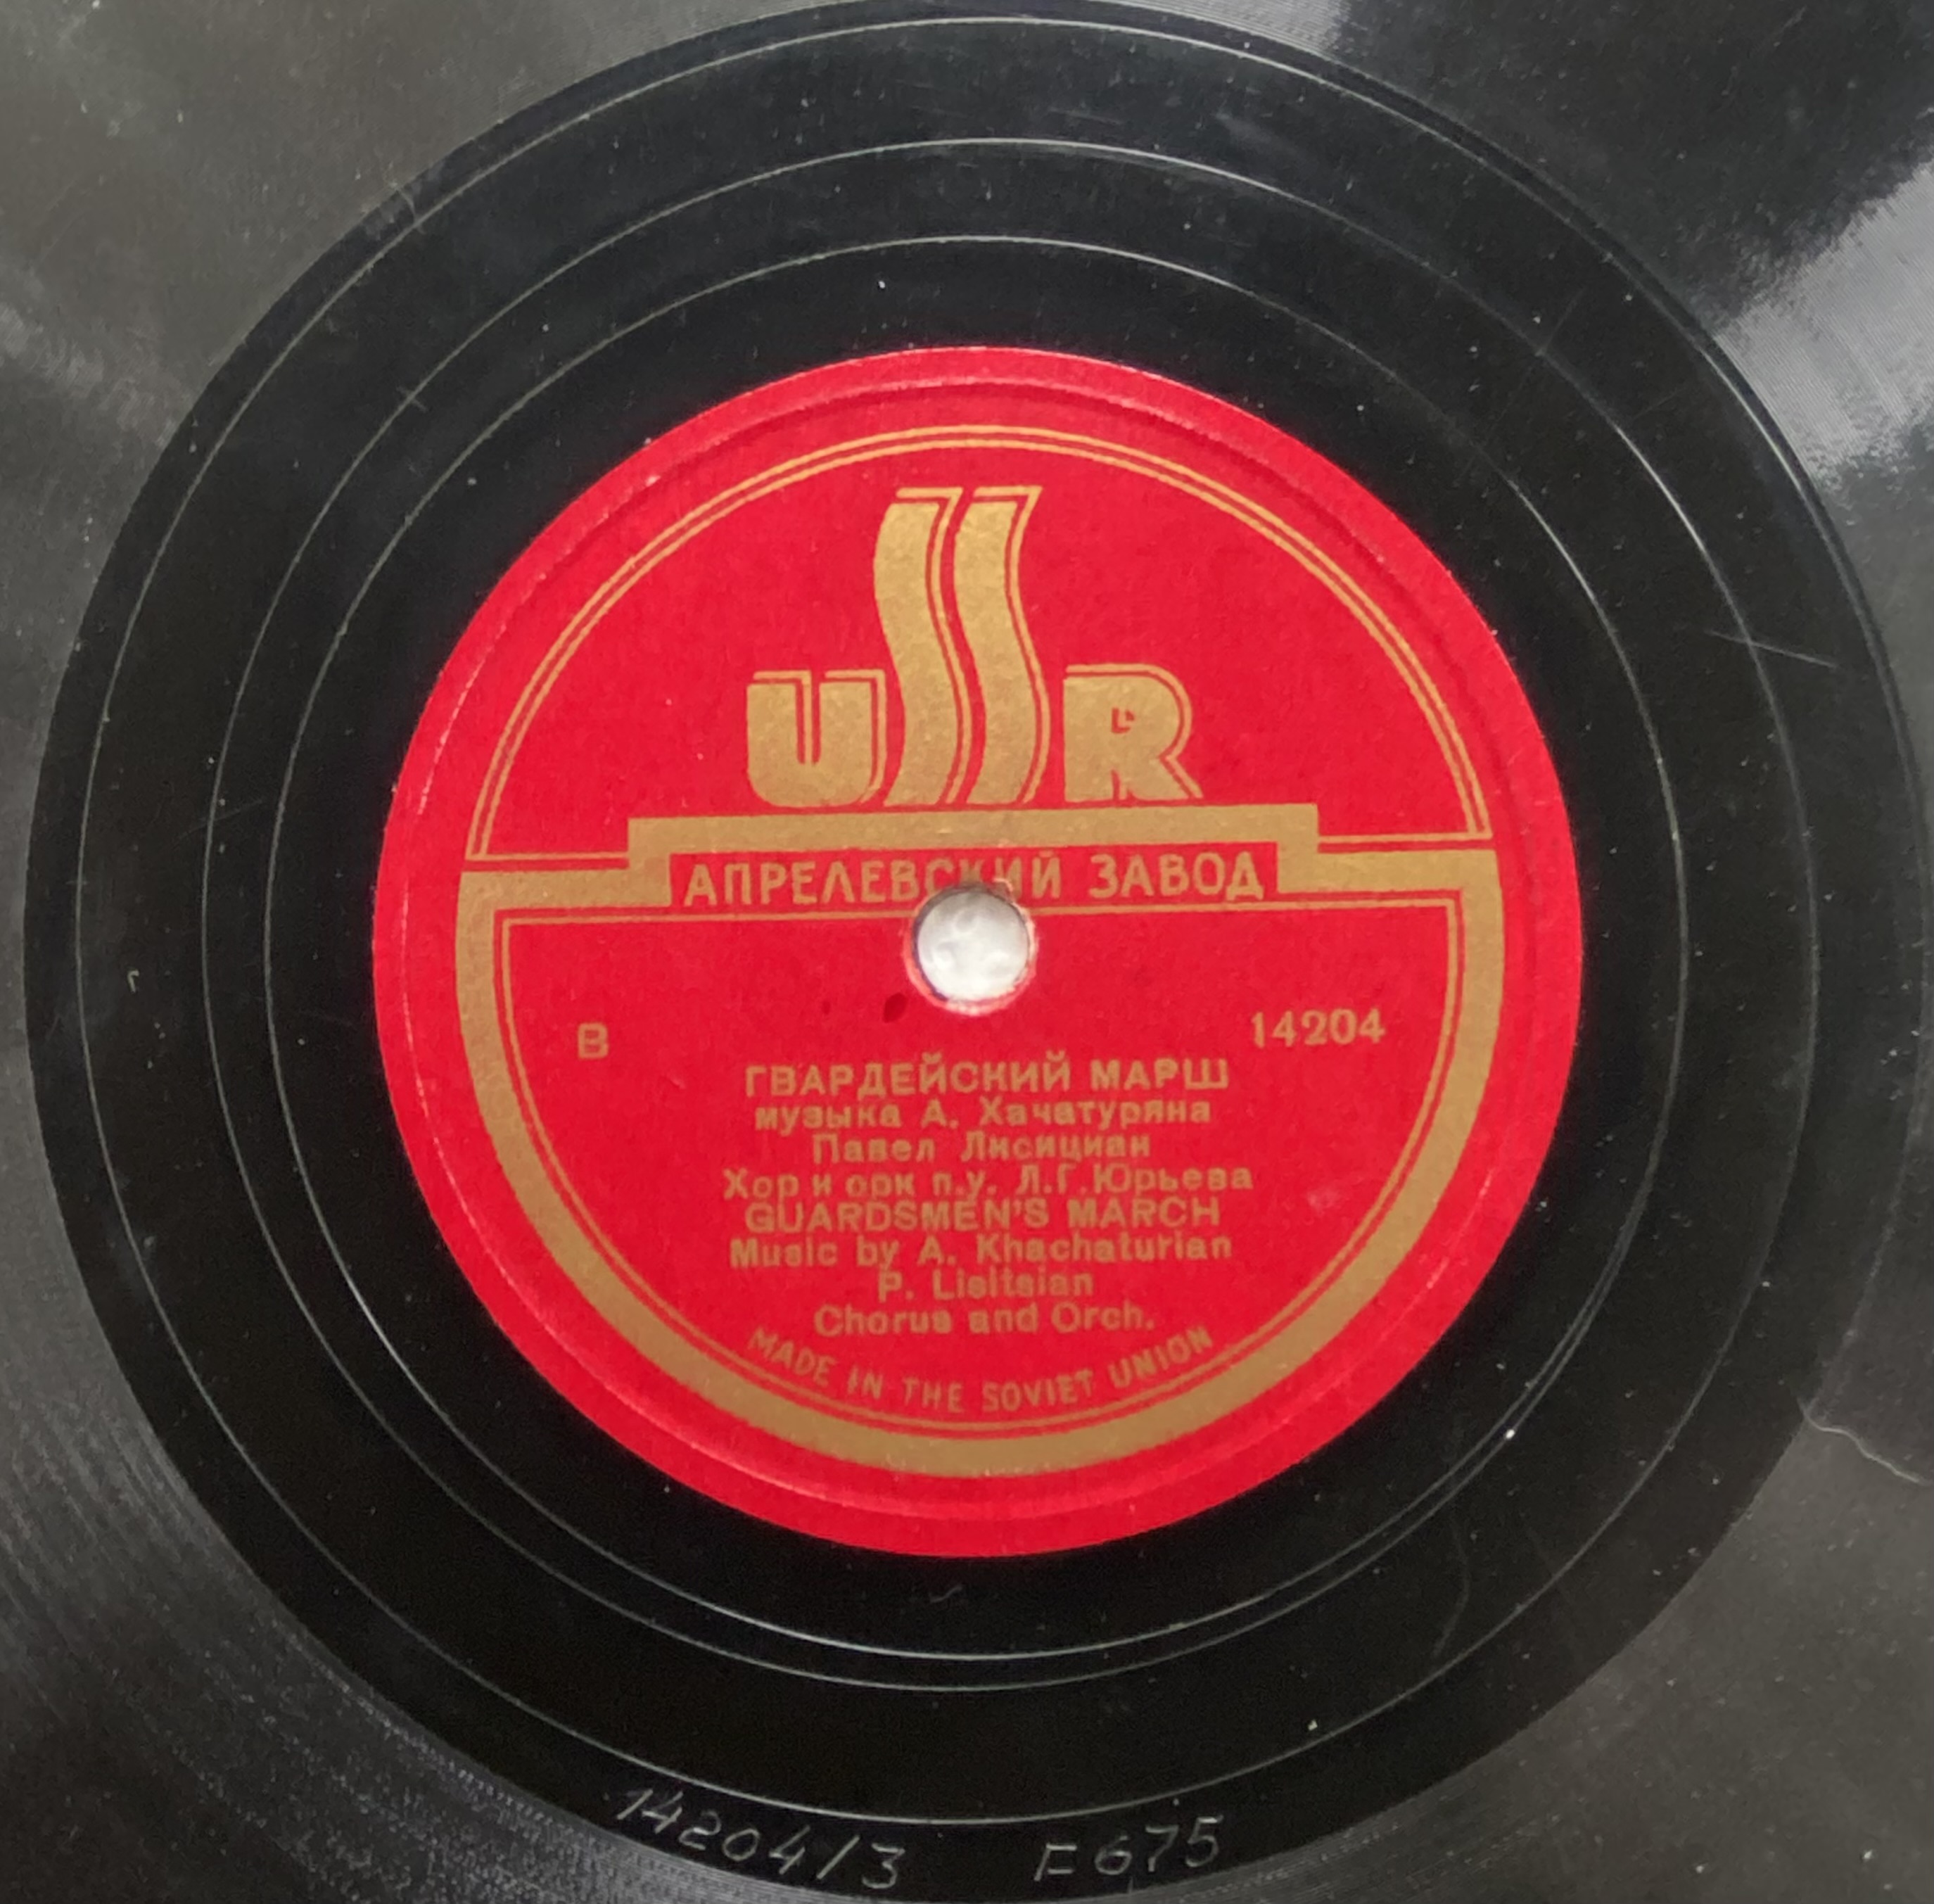 USSR
АПРЕЛЕВСКИЙ ЗАВОД
В 14204
ГВАРДЕЙСКИЙ МАРШ
музыка А. Хачатуряна
Павел Лисициан
Хор и орк п.у. Л.Г.Юрьева
GUARDSMEN'S MARCH
Music by A. Khachaturian
P. Lisitsian
Chorus and Orch.
MADE IN THE SOVIET UNION
14204/3 E675